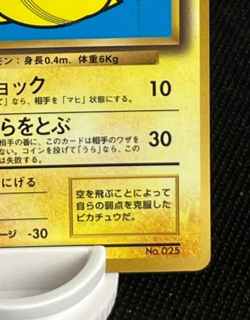 モン：身長0.4m、体重6Kg
ョック 10
て」なら、相手を「マヒ」状態にする。
らをとぶ 30
相手の番に、このカードは相手のワザを
ない。コインを投げて「うら」なら、この
は失敗する。
にげる
空を飛ぶことによって
自らの弱点を克服した
ピカチュウだ。
ージ -30
No.025